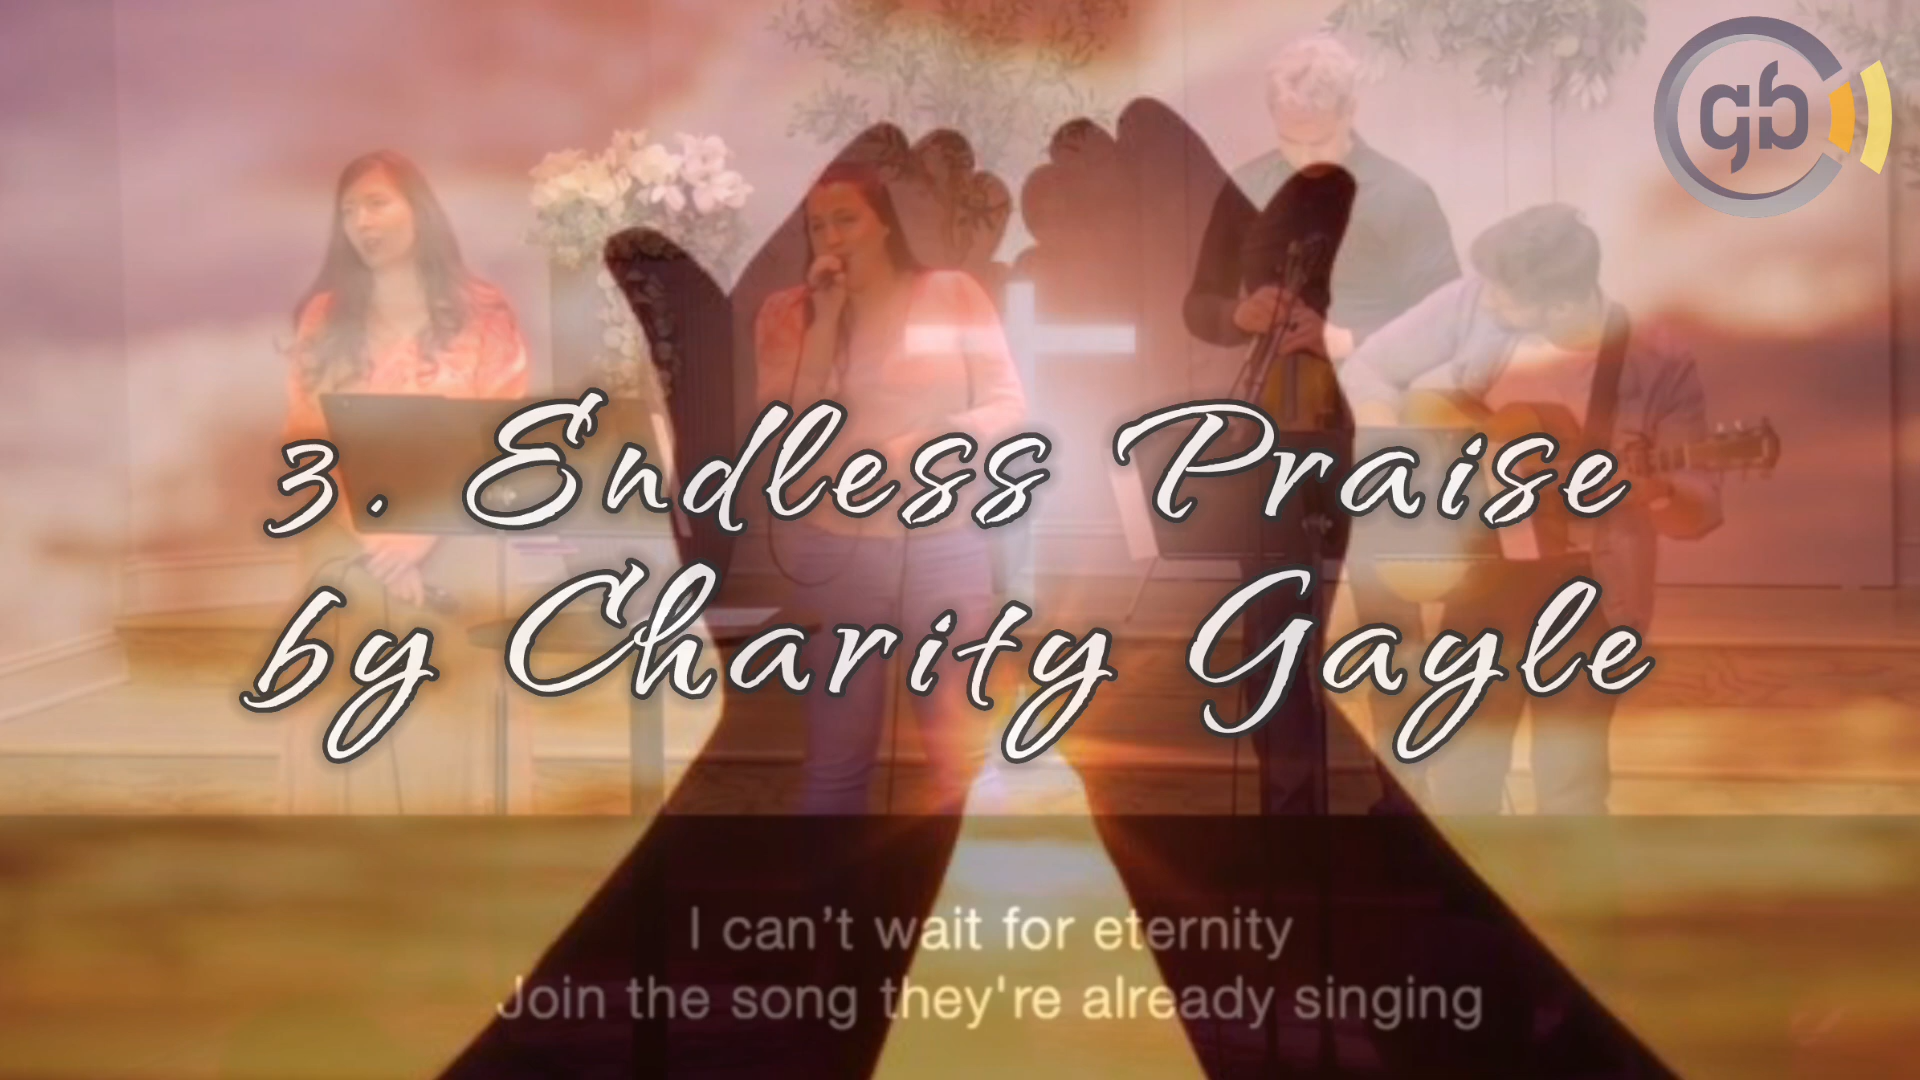 gb
3. Endless Praise
by Charity Gayle
I can't wait for eternity
Join the song they're already singing